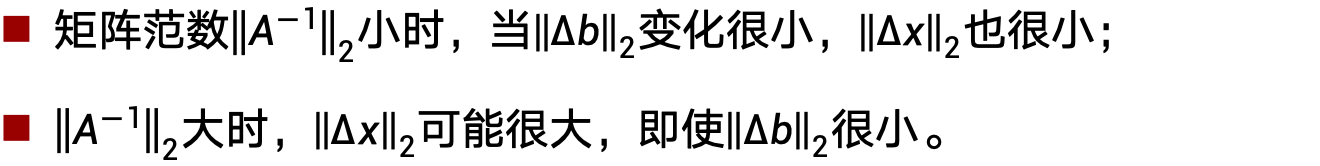 ■ 矩阵范数‖A⁻¹‖₂小时，当‖Δb‖₂变化很小，‖Δx‖₂也很小；
■ ‖A⁻¹‖₂大时，‖Δx‖₂可能很大，即使‖Δb‖₂很小。